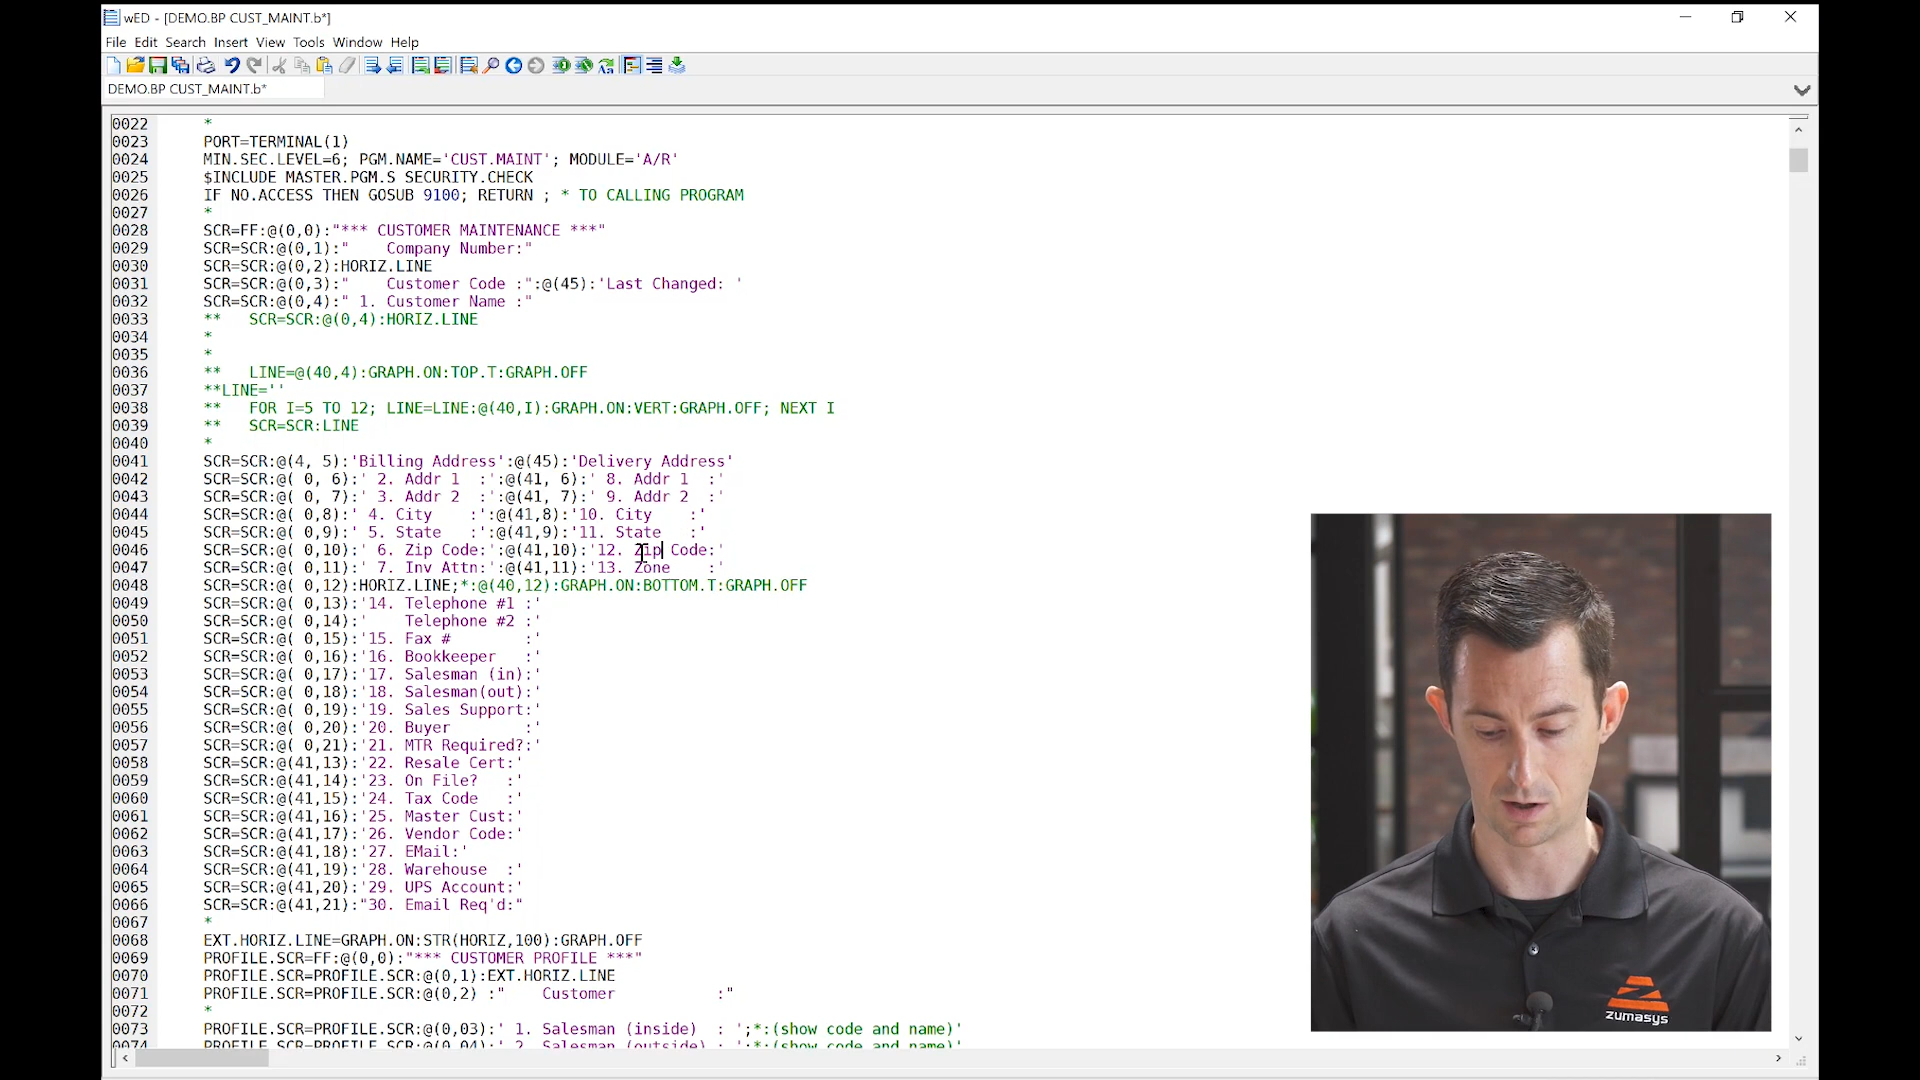 wED - [DEMO.BP CUST_MAINT.b*]
File Edit Search Insert View Tools Window Help
DEMO.BP CUST_MAINT.b*
0022 *
0023 PORT=TERMINAL(1)
0024 MIN.SEC.LEVEL=6; PGM.NAME='CUST.MAINT'; MODULE='A/R'
0025 $INCLUDE MASTER.PGM.S SECURITY.CHECK
0026 IF NO.ACCESS THEN GOSUB 9100; RETURN ; * TO CALLING PROGRAM
0027 *
0028 SCR=FF:@(0,0):"*** CUSTOMER MAINTENANCE ***"
0029 SCR=SCR:@(0,1):"    Company Number:"
0030 SCR=SCR:@(0,2):HORIZ.LINE
0031 SCR=SCR:@(0,3):"    Customer Code :":@(45):'Last Changed: '
0032 SCR=SCR:@(0,4):" 1. Customer Name :"
0033 **   SCR=SCR:@(0,4):HORIZ.LINE
0034 *
0035 *
0036 **   LINE=@(40,4):GRAPH.ON:TOP.T:GRAPH.OFF
0037 **LINE=''
0038 **   FOR I=5 TO 12; LINE=LINE:@(40,I):GRAPH.ON:VERT:GRAPH.OFF; NEXT I
0039 **   SCR=SCR:LINE
0040 *
0041 SCR=SCR:@(4, 5):'Billing Address':@(45):'Delivery Address'
0042 SCR=SCR:@( 0, 6):' 2. Addr 1  :':@(41, 6):' 8. Addr 1  :'
0043 SCR=SCR:@( 0, 7):' 3. Addr 2  :':@(41, 7):' 9. Addr 2  :'
0044 SCR=SCR:@( 0,8):' 4. City    :':@(41,8):'10. City    :'
0045 SCR=SCR:@( 0,9):' 5. State   :':@(41,9):'11. State   :'
0046 SCR=SCR:@( 0,10):' 6. Zip Code:':@(41,10):'12. Zip Code:'
0047 SCR=SCR:@( 0,11):' 7. Inv Attn:':@(41,11):'13. Zone    :'
0048 SCR=SCR:@( 0,12):HORIZ.LINE;*:@(40,12):GRAPH.ON:BOTTOM.T:GRAPH.OFF
0049 SCR=SCR:@( 0,13):'14. Telephone #1 :'
0050 SCR=SCR:@( 0,14):'    Telephone #2 :'
0051 SCR=SCR:@( 0,15):'15. Fax #        :'
0052 SCR=SCR:@( 0,16):'16. Bookkeeper   :'
0053 SCR=SCR:@( 0,17):'17. Salesman (in):'
0054 SCR=SCR:@( 0,18):'18. Salesman(out):'
0055 SCR=SCR:@( 0,19):'19. Sales Support:'
0056 SCR=SCR:@( 0,20):'20. Buyer        :'
0057 SCR=SCR:@( 0,21):'21. MTR Required?:'
0058 SCR=SCR:@(41,13):'22. Resale Cert:'
0059 SCR=SCR:@(41,14):'23. On File?   :'
0060 SCR=SCR:@(41,15):'24. Tax Code   :'
0061 SCR=SCR:@(41,16):'25. Master Cust:'
0062 SCR=SCR:@(41,17):'26. Vendor Code:'
0063 SCR=SCR:@(41,18):'27. EMail:'
0064 SCR=SCR:@(41,19):'28. Warehouse  :'
0065 SCR=SCR:@(41,20):'29. UPS Account:'
0066 SCR=SCR:@(41,21):"30. Email Req'd:"
0067 *
0068 EXT.HORIZ.LINE=GRAPH.ON:STR(HORIZ,100):GRAPH.OFF
0069 PROFILE.SCR=FF:@(0,0):"*** CUSTOMER PROFILE ***"
0070 PROFILE.SCR=PROFILE.SCR:@(0,1):EXT.HORIZ.LINE
0071 PROFILE.SCR=PROFILE.SCR:@(0,2) :"    Customer           :"
0072 *
0073 PROFILE.SCR=PROFILE.SCR:@(0,03):' 1. Salesman (inside)  : ';*:(show code and name)'
0074 PROFILE.SCR=PROFILE.SCR:@(0,04):' 2. Salesman (outside) : ';*:(show code and name)'
zumasys